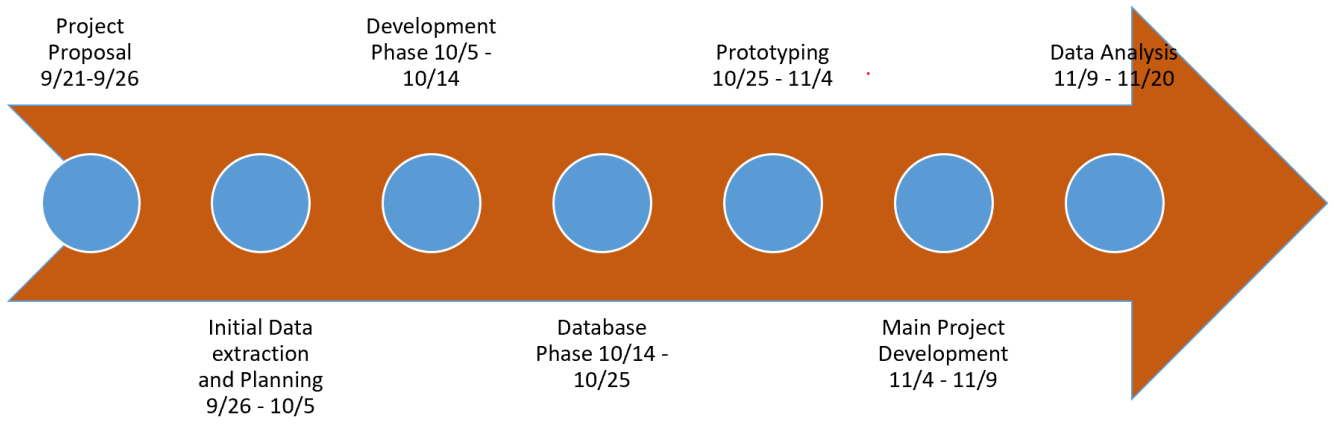 Project
Proposal
9/21-9/26
Initial Data
extraction
and Planning
9/26 - 10/5
Development
Phase 10/5 -
10/14
Database
Phase 10/14 -
10/25
Prototyping
10/25 - 11/4
Main Project
Development
11/4 - 11/9
Data Analysis
11/9 - 11/20